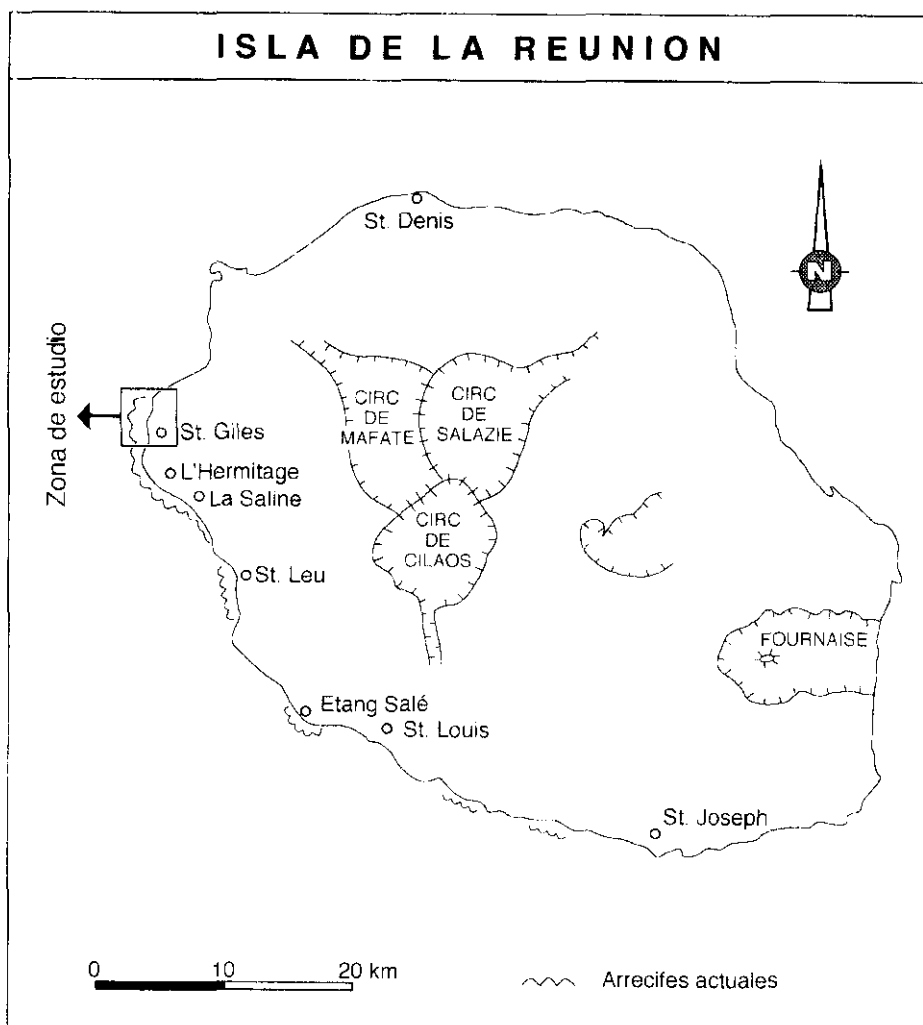 ISLA DE LA REUNION
St. Denis
N
Zona de estudio
CIRC
DE
MAFATE
CIRC
DE
SALAZIE
St. Giles
L'Hermitage
La Saline
CIRC
DE
CILAOS
St. Leu
FOURNAISE
Etang Salé
St. Louis
St. Joseph
0 10 20 km
Arrecifes actuales